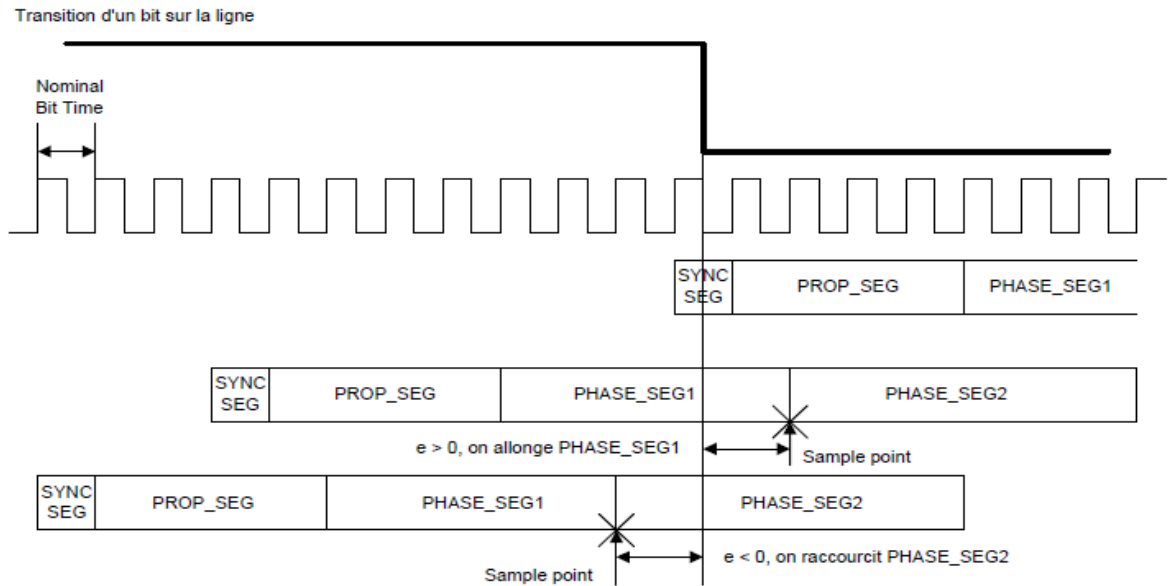 Transition d'un bit sur la ligne
Nominal
Bit Time
SYNC
SEG
PROP_SEG
PHASE_SEG1
SYNC
SEG
PROP_SEG
PHASE_SEG1
PHASE_SEG2
e > 0, on allonge PHASE_SEG1
Sample point
SYNC
SEG
PROP_SEG
PHASE_SEG1
PHASE_SEG2
e < 0, on raccourcit PHASE_SEG2
Sample point